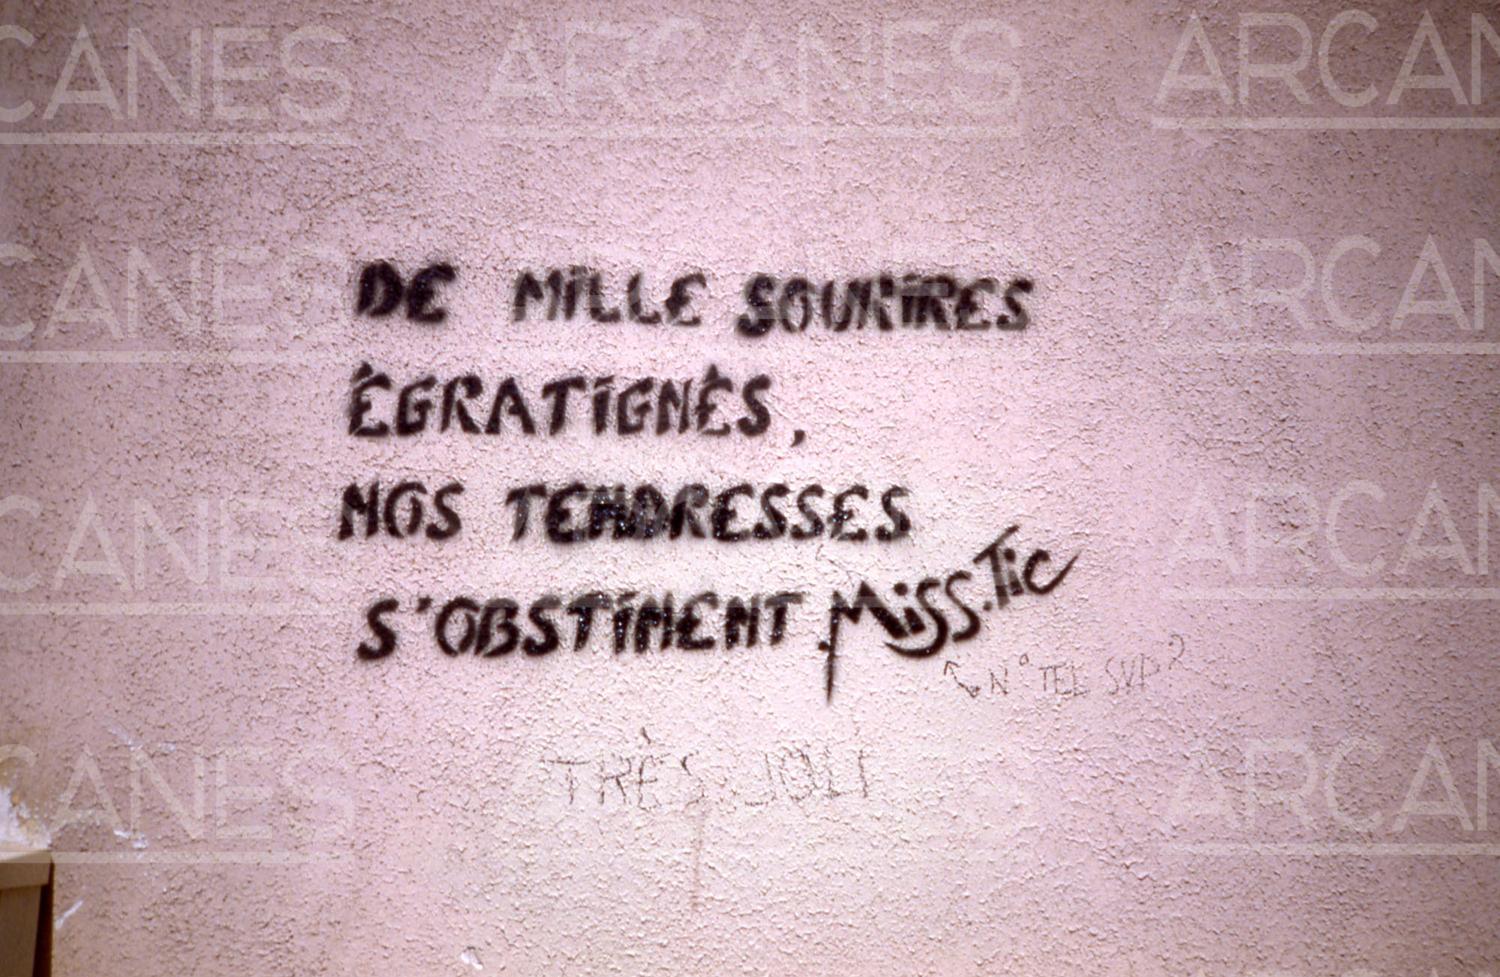 DE MILLE SOURIRES
ÉGRATIGNÉS,
NOS TENDRESSES
S'OBSTINENT Miss.Tic
N° TEL SVP ?
TRÈS JOLI
ARCANES